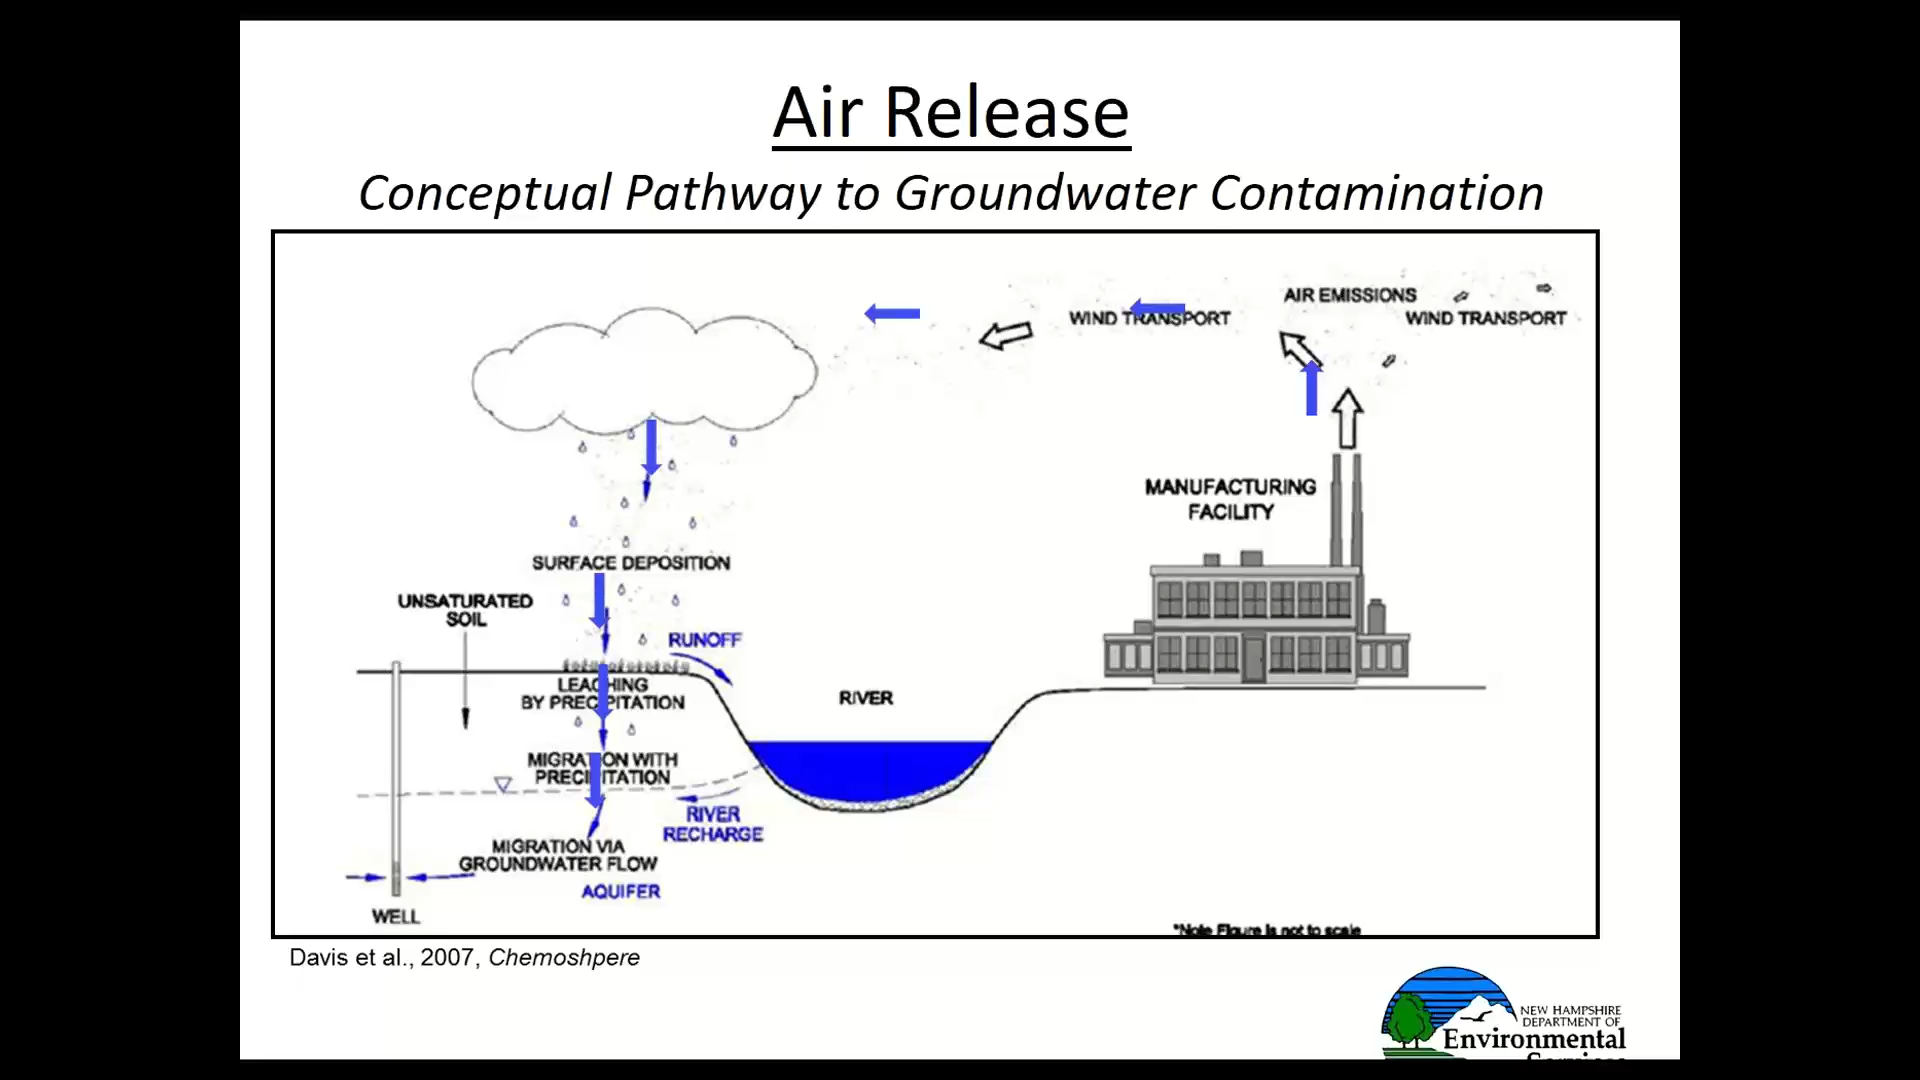 Air Release
Conceptual Pathway to Groundwater Contamination
AIR EMISSIONS
WIND TRANSPORT
WIND TRANSPORT
MANUFACTURING
FACILITY
SURFACE DEPOSITION
UNSATURATED
SOIL
RUNOFF
LEACHING
BY PRECIPITATION
RIVER
MIGRATION WITH
PRECIPITATION
RIVER
RECHARGE
MIGRATION VIA
GROUNDWATER FLOW
AQUIFER
WELL
*Note Figure is not to scale
Davis et al., 2007, Chemoshpere
NEW HAMPSHIRE
DEPARTMENT OF
Environmental
Services